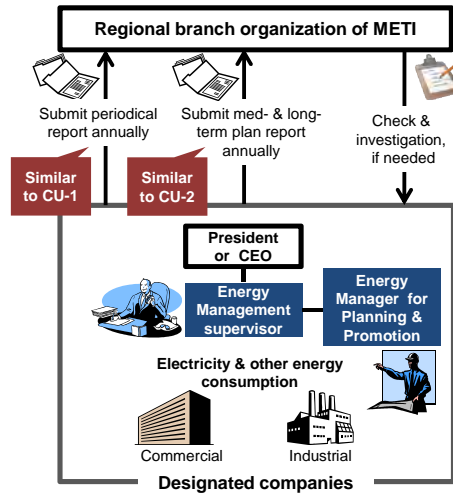 Regional branch organization of METI
Submit periodical
report annually
Submit med- & long-
term plan report
annually
Check &
investigation,
if needed
Similar
to CU-1
Similar
to CU-2
President
or CEO
Energy
Management
supervisor
Energy
Manager for
Planning &
Promotion
Electricity & other energy
consumption
Commercial
Industrial
Designated companies